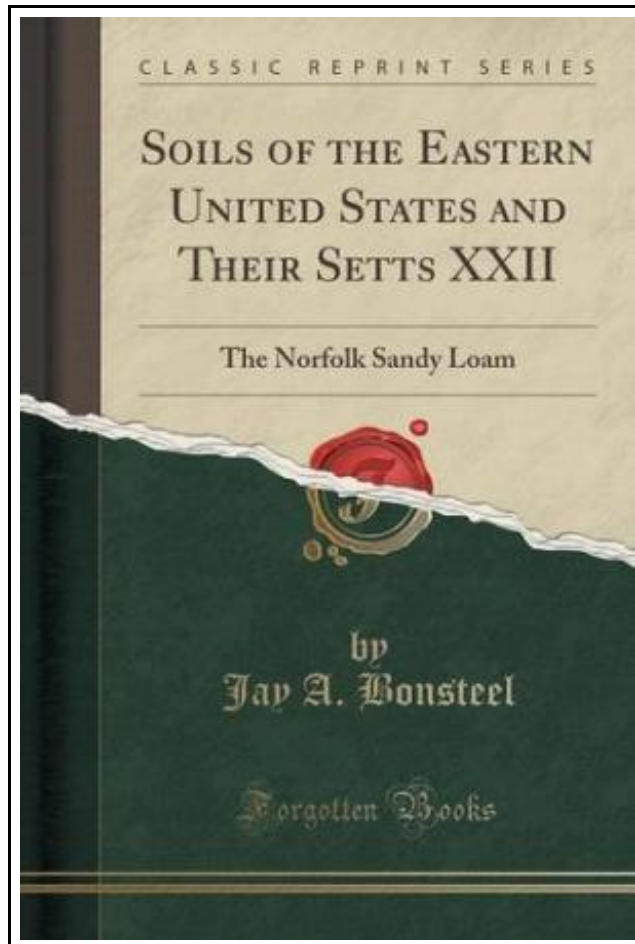 CLASSIC REPRINT SERIES
SOILS OF THE EASTERN
UNITED STATES AND
THEIR SETTS XXII
The Norfolk Sandy Loam
by
Jay A. Bonsteel
Forgotten Books